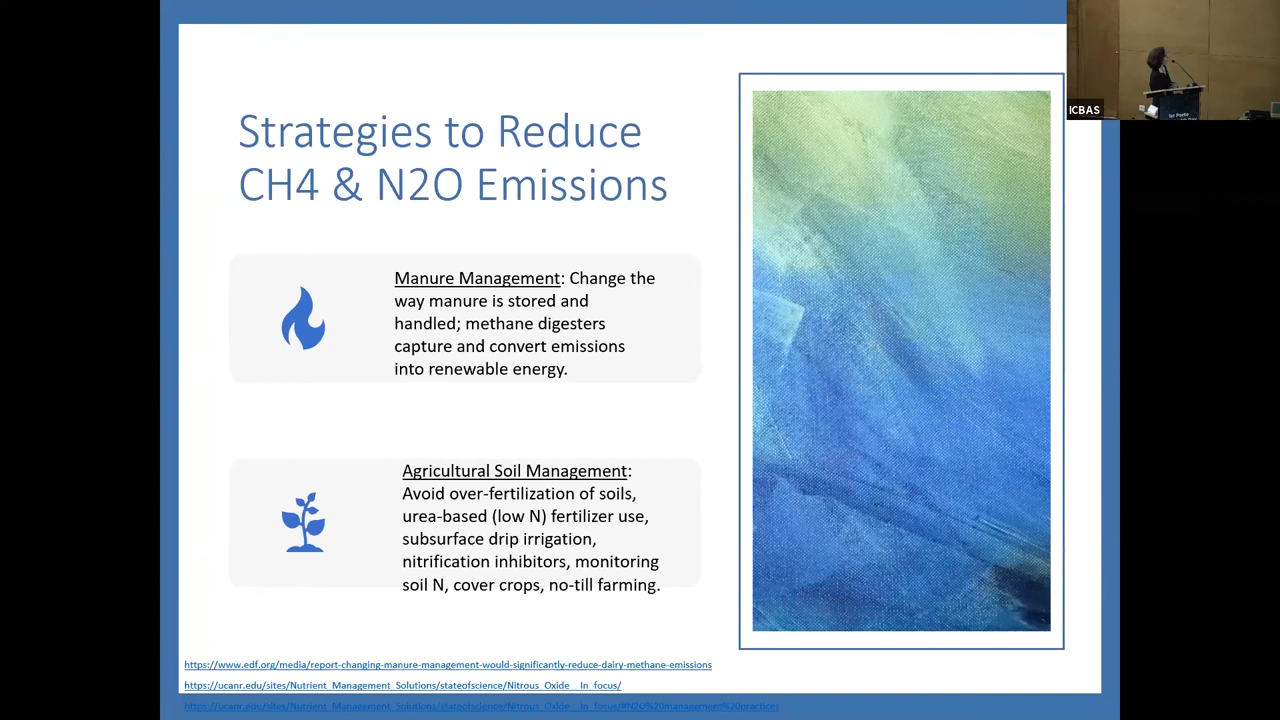 Strategies to Reduce
CH4 & N2O Emissions
Manure Management: Change the
way manure is stored and
handled; methane digesters
capture and convert emissions
into renewable energy.
Agricultural Soil Management:
Avoid over-fertilization of soils,
urea-based (low N) fertilizer use,
subsurface drip irrigation,
nitrification inhibitors, monitoring
soil N, cover crops, no-till farming.
https://www.edf.org/media/report-changing-manure-management-would-significantly-reduce-dairy-methane-emissions
https://ucanr.edu/sites/Nutrient_Management_Solutions/stateofscience/Nitrous_Oxide__In_focus/
https://ucanr.edu/sites/Nutrient_Management_Solutions/stateofscience/Nitrous_Oxide__In_focus/#N2O%20management%20practices
ICBAS